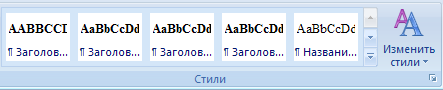 AABBCCI AaBbCcDd AaBbCcDd AaBbCcDd AaBbCcDd
¶ Заголов... ¶ Заголов... ¶ Заголов... ¶ Заголов... ¶ Названи...
Изменить
стили
Стили